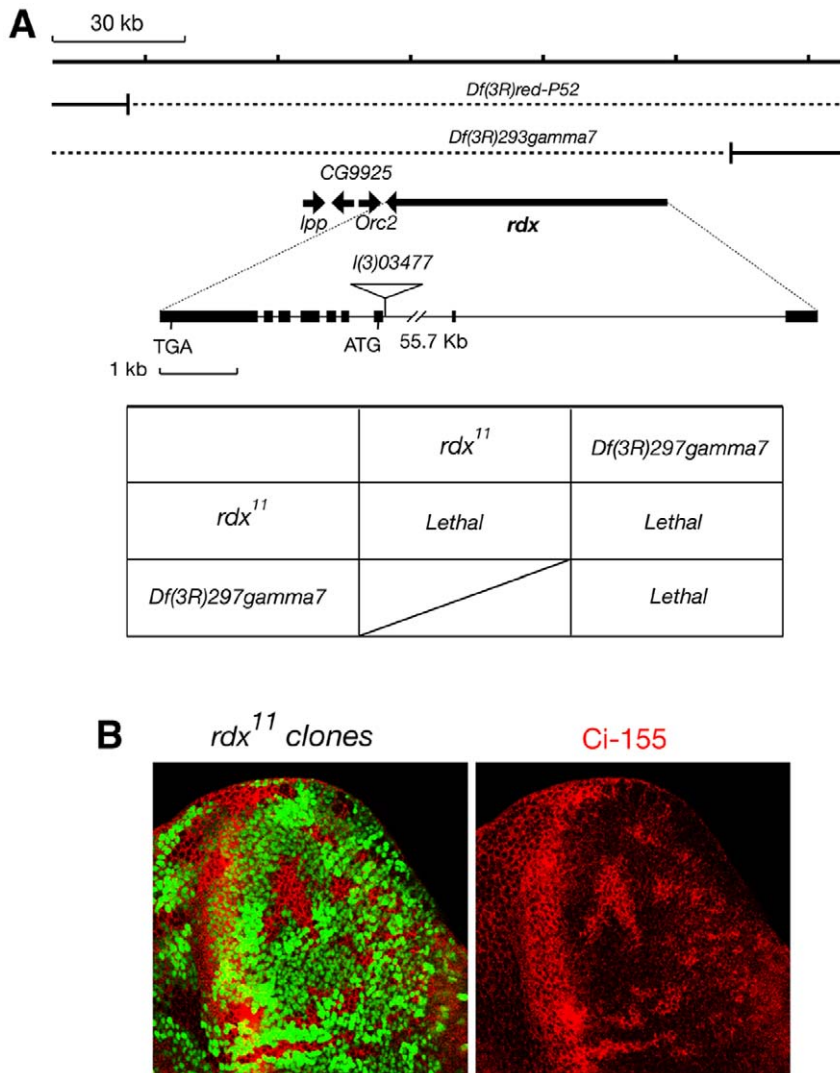 A
30 kb
Df(3R)red-P52
Df(3R)293gamma7
CG9925
lpp Orc2 rdx
l(3)03477
TGA ATG 55.7 Kb
1 kb
rdx11 Df(3R)297gamma7
rdx11 Lethal Lethal
Df(3R)297gamma7 Lethal
B rdx11 clones Ci-155